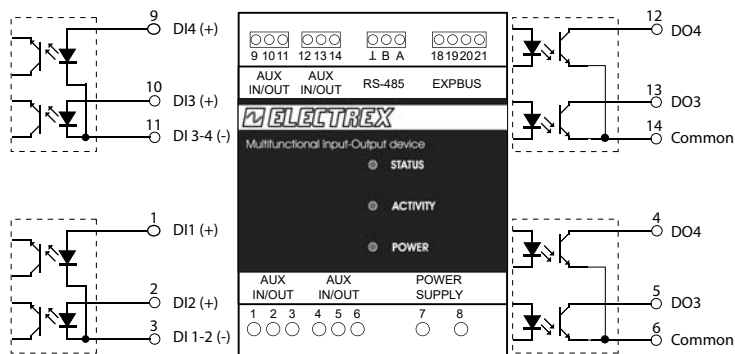 9
DI4 (+)
10
DI3 (+)
11
DI 3-4 (-)
1
DI1 (+)
2
DI2 (+)
3
DI 1-2 (-)
9 10 11 12 13 14 ⊥ B A 18 19 20 21
AUX IN/OUT AUX IN/OUT RS-485 EXPBUS
ELECTREX
Multifunctional Input-Output device
STATUS
ACTIVITY
POWER
AUX IN/OUT AUX IN/OUT POWER SUPPLY
1 2 3 4 5 6 7 8
12
DO4
13
DO3
14
Common
4
DO4
5
DO3
6
Common